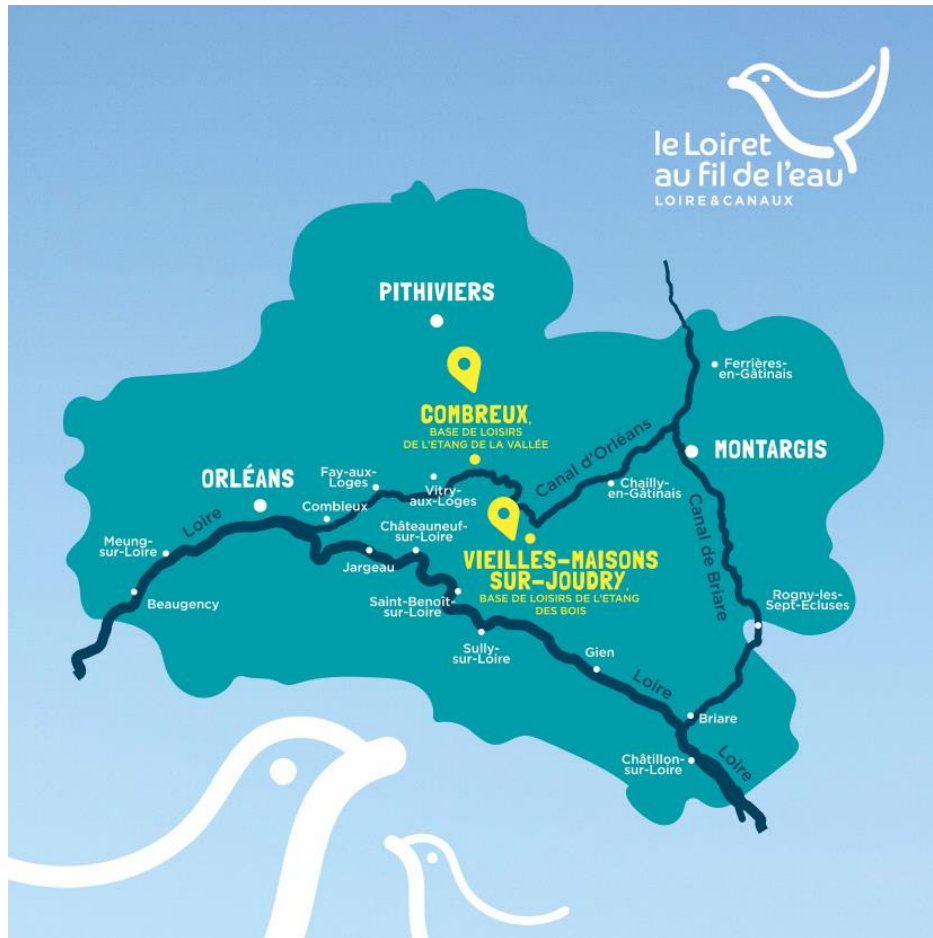 le Loiret
au fil de l'eau
LOIRE & CANAUX
PITHIVIERS
Ferrières-
en-Gâtinais
COMBREUX,
BASE DE LOISIRS
DE L'ETANG DE LA VALLÉE
Canal d'Orléans
MONTARGIS
ORLÉANS
Fay-aux-
Loges
Vitry-
aux-Loges
Chailly-
en-Gâtinais
Loire
Combleux
Châteauneuf-
sur-Loire
Canal de Briare
Meung-
sur-Loire
Jargeau
VIEILLES-MAISONS
SUR-JOUDRY,
BASE DE LOISIRS DE L'ETANG
DES BOIS
Beaugency
Saint-Benoît-
sur-Loire
Rogny-les-
Sept-Ecluses
Sully-
sur-Loire
Gien
Loire
Briare
Châtillon-
sur-Loire
Loire